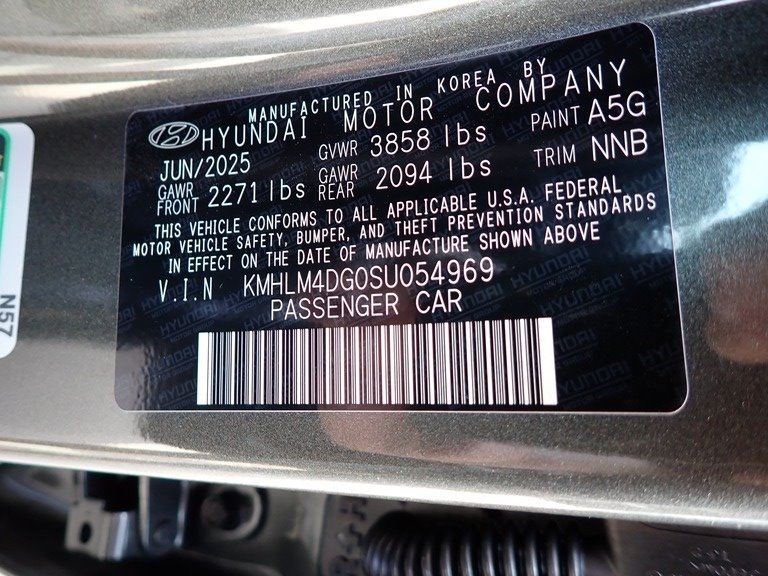 MANUFACTURED IN KOREA BY
HYUNDAI MOTOR COMPANY
JUN/2025 GVWR 3858 lbs PAINT A5G
GAWR FRONT 2271 lbs GAWR REAR 2094 lbs TRIM NNB
THIS VEHICLE CONFORMS TO ALL APPLICABLE U.S.A. FEDERAL
MOTOR VEHICLE SAFETY, BUMPER, AND THEFT PREVENTION STANDARDS
IN EFFECT ON THE DATE OF MANUFACTURE SHOWN ABOVE
V.I.N KMHLM4DG0SU054969
PASSENGER CAR
N57